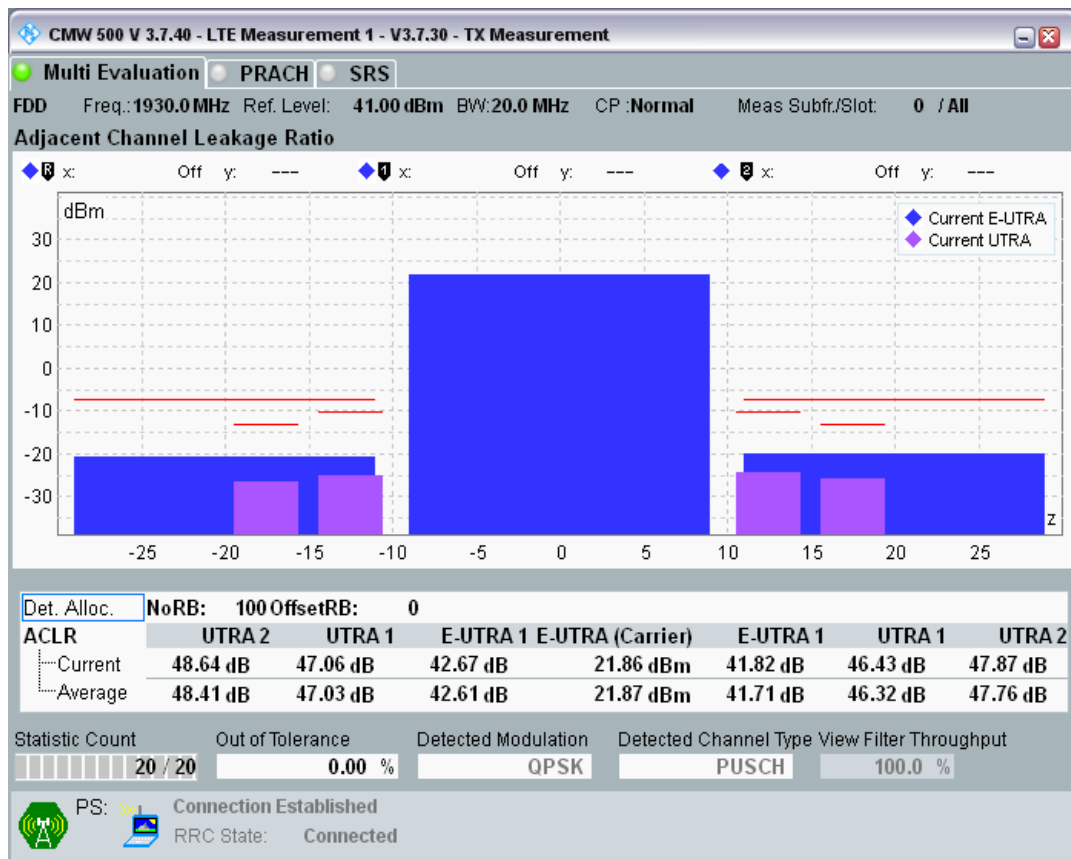 CMW 500 V 3.7.40 - LTE Measurement 1 - V3.7.30 - TX Measurement
Multi Evaluation PRACH SRS
FDD Freq.:1930.0 MHz Ref. Level: 41.00 dBm BW:20.0 MHz CP :Normal Meas Subfr./Slot: 0 / All
Adjacent Channel Leakage Ratio
R x: Off y: --- 1 x: Off y: --- 2 x: Off y: ---
dBm
Current E-UTRA
Current UTRA
30
20
10
0
-10
-20
-30
z
-25 -20 -15 -10 -5 0 5 10 15 20 25
Det. Alloc. NoRB: 100 OffsetRB: 0
ACLR UTRA 2 UTRA 1 E-UTRA 1 E-UTRA (Carrier) E-UTRA 1 UTRA 1 UTRA 2
Current 48.64 dB 47.06 dB 42.67 dB 21.86 dBm 41.82 dB 46.43 dB 47.87 dB
Average 48.41 dB 47.03 dB 42.61 dB 21.87 dBm 41.71 dB 46.32 dB 47.76 dB
Statistic Count Out of Tolerance Detected Modulation Detected Channel Type View Filter Throughput
20 / 20 0.00 % QPSK PUSCH 100.0 %
PS: Connection Established
RRC State: Connected